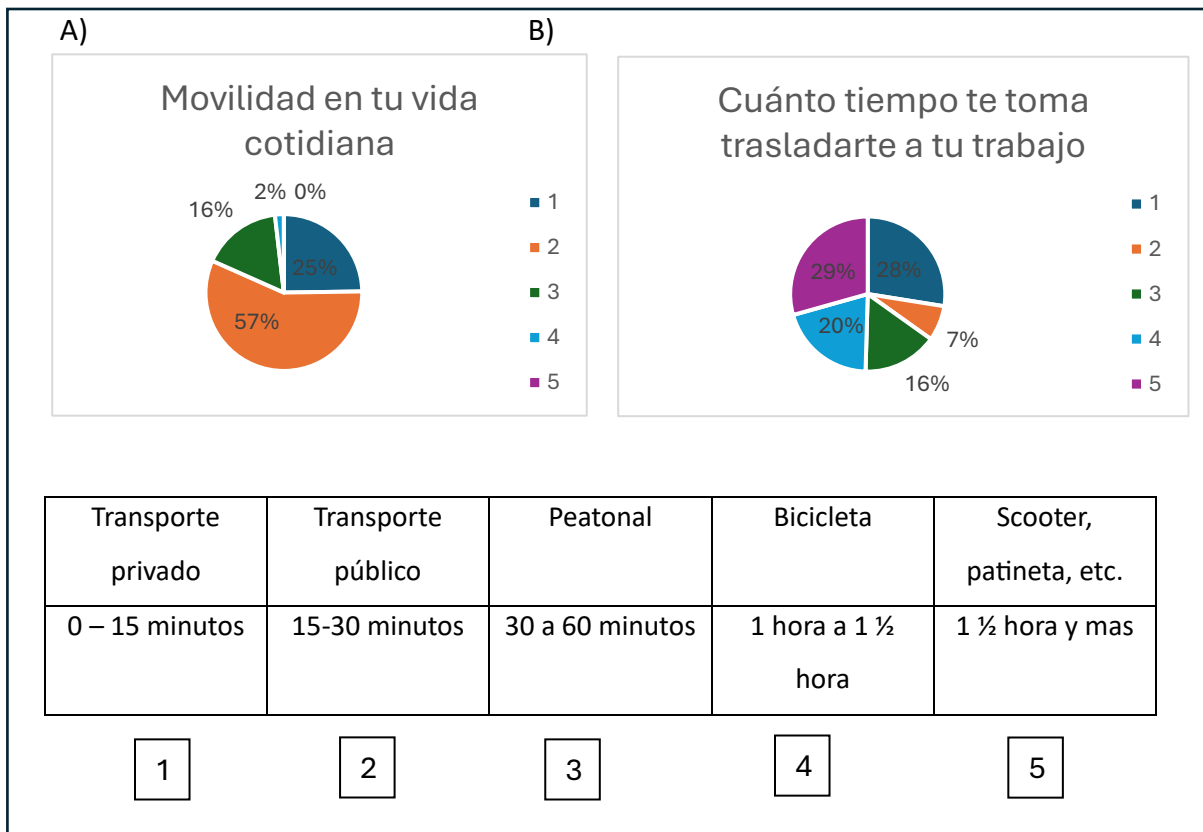 A)
B)
Movilidad en tu vida
cotidiana
2% 0%
16%
25%
57%
1
2
3
4
5
Cuánto tiempo te toma
trasladarte a tu trabajo
29%
28%
20%
7%
16%
1
2
3
4
5
Transporte
privado
Transporte
público
Peatonal
Bicicleta
Scooter,
patineta, etc.
0 – 15 minutos
15-30 minutos
30 a 60 minutos
1 hora a 1 ½
hora
1 ½ hora y mas
1
2
3
4
5